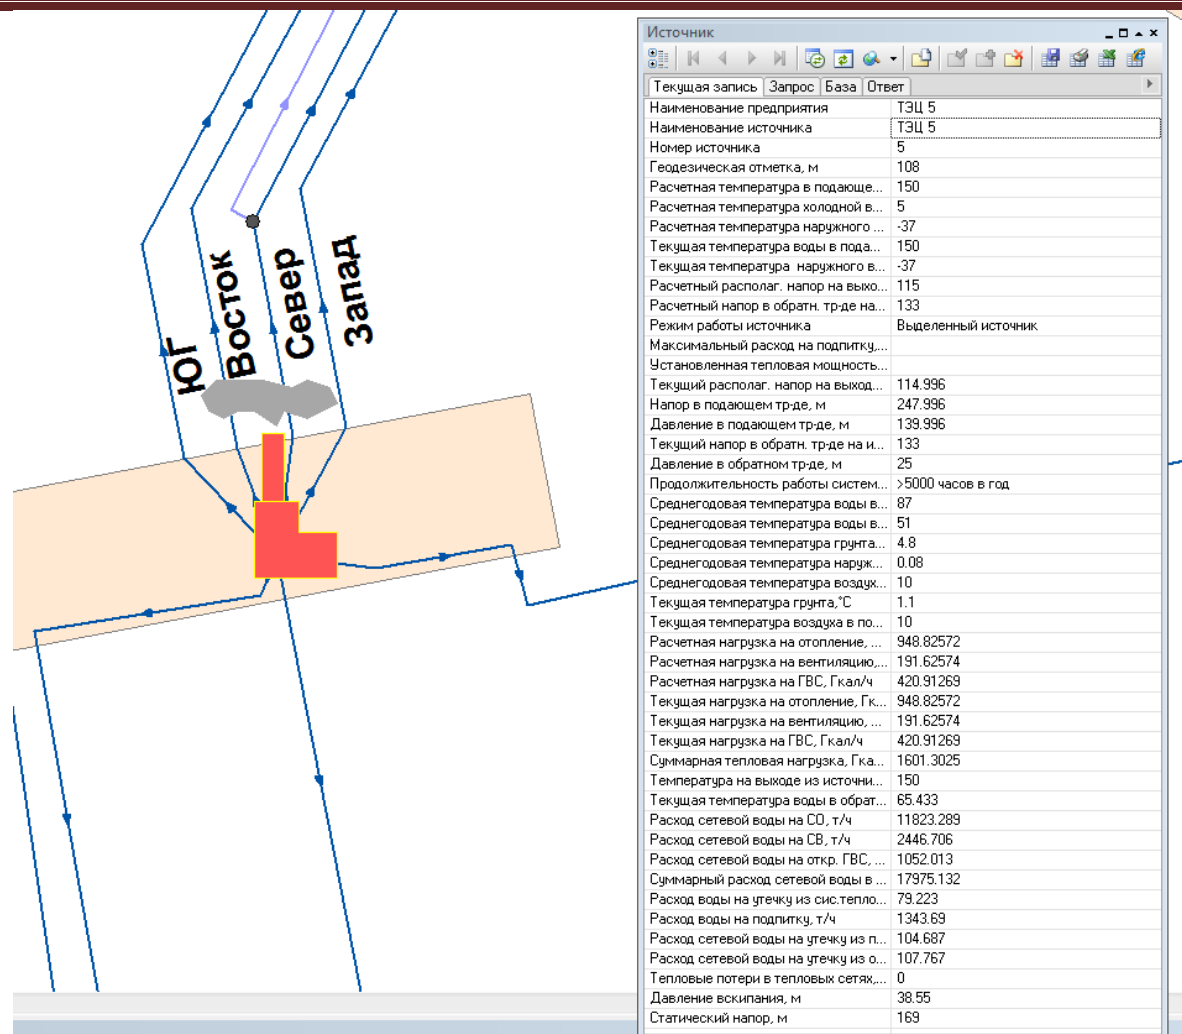 ЮГ
Восток
Север
Запад
Источник
Текущая запись Запрос База Ответ
Наименование предприятия ТЭЦ 5
Наименование источника ТЭЦ 5
Номер источника 5
Геодезическая отметка, м 108
Расчетная температура в подающе... 150
Расчетная температура холодной в... 5
Расчетная температура наружного ... -37
Текущая температура воды в пода... 150
Текущая температура наружного в... -37
Расчетный располаг. напор на выхо... 115
Расчетный напор в обратн. тр-де на... 133
Режим работы источника Выделенный источник
Максимальный расход на подпитку,...
Установленная тепловая мощность...
Текущий располаг. напор на выход... 114.996
Напор в подающем тр-де, м 247.996
Давление в подающем тр-де, м 139.996
Текущий напор в обратн. тр-де на и... 133
Давление в обратном тр-де, м 25
Продолжительность работы систем... >5000 часов в год
Среднегодовая температура воды в... 87
Среднегодовая температура воды в... 51
Среднегодовая температура грунта... 4.8
Среднегодовая температура наруж... 0.08
Среднегодовая температура воздух... 10
Текущая температура грунта,°C 1.1
Текущая температура воздуха в по... 10
Расчетная нагрузка на отопление, ... 948.82572
Расчетная нагрузка на вентиляцию,... 191.62574
Расчетная нагрузка на ГВС, Гкал/ч 420.91269
Текущая нагрузка на отопление, Гк... 948.82572
Текущая нагрузка на вентиляцию, ... 191.62574
Текущая нагрузка на ГВС, Гкал/ч 420.91269
Суммарная тепловая нагрузка, Гка... 1601.3025
Температура на выходе из источни... 150
Текущая температура воды в обрат... 65.433
Расход сетевой воды на СО, т/ч 11823.289
Расход сетевой воды на СВ, т/ч 2446.706
Расход сетевой воды на откр. ГВС, ... 1052.013
Суммарный расход сетевой воды в ... 17975.132
Расход воды на утечку из сис.тепло... 79.223
Расход воды на подпитку, т/ч 1343.69
Расход сетевой воды на утечку из п... 104.687
Расход сетевой воды на утечку из о... 107.767
Тепловые потери в тепловых сетях,... 0
Давление вскипания, м 38.55
Статический напор, м 169